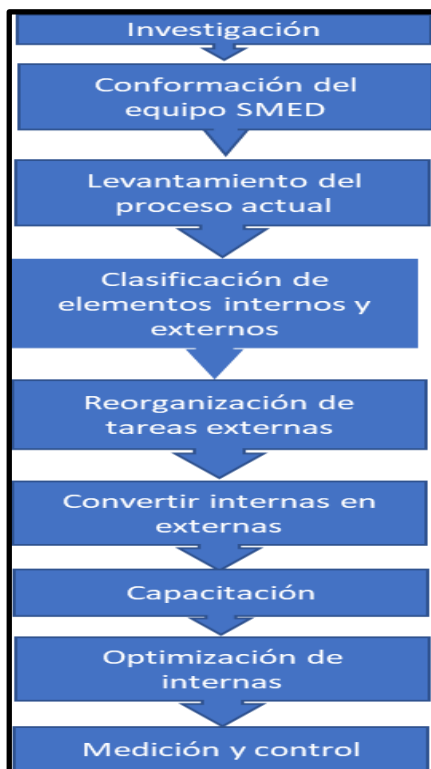 Investigación
Conformación del
equipo SMED
Levantamiento del
proceso actual
Clasificación de
elementos internos y
externos
Reorganización de
tareas externas
Convertir internas en
externas
Capacitación
Optimización de
internas
Medición y control